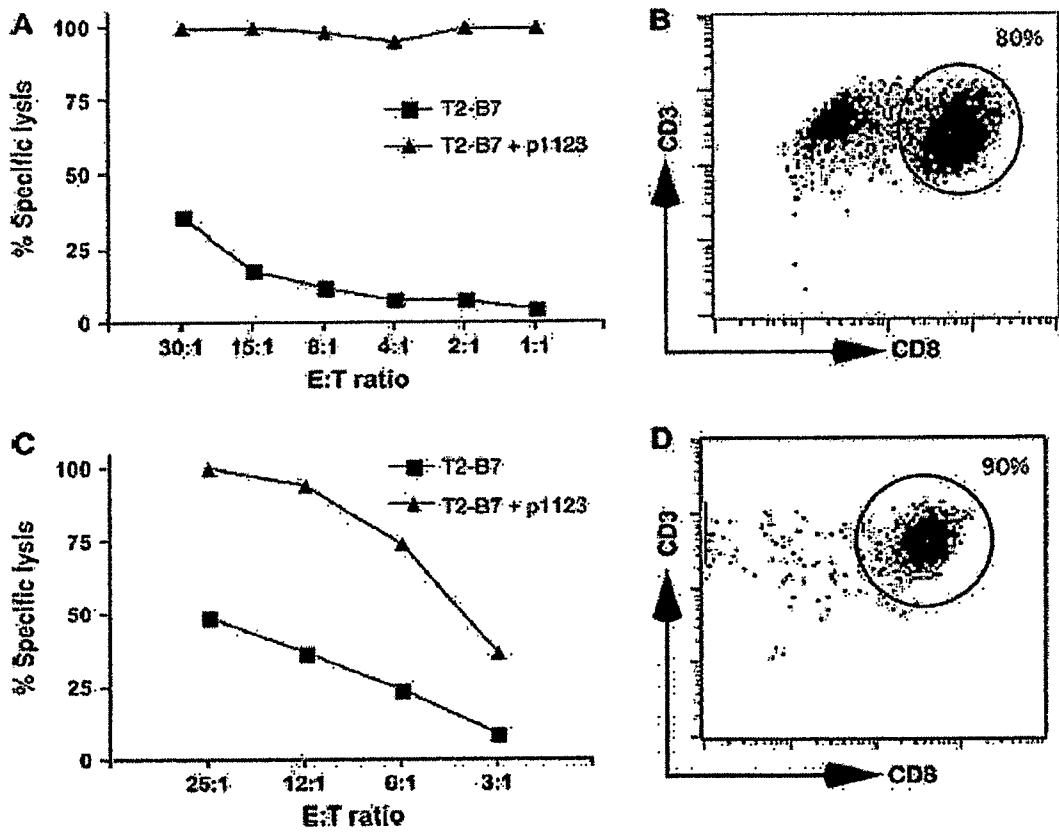 A
100
75
50
25
0
% Specific lysis
T2-B7
T2-B7 + p1123
30:1 15:1 8:1 4:1 2:1 1:1
E:T ratio
B
80%
CD3
CD8
C
100
75
50
25
0
% Specific lysis
T2-B7
T2-B7 + p1123
25:1 12:1 6:1 3:1
E:T ratio
D
90%
CD3
CD8